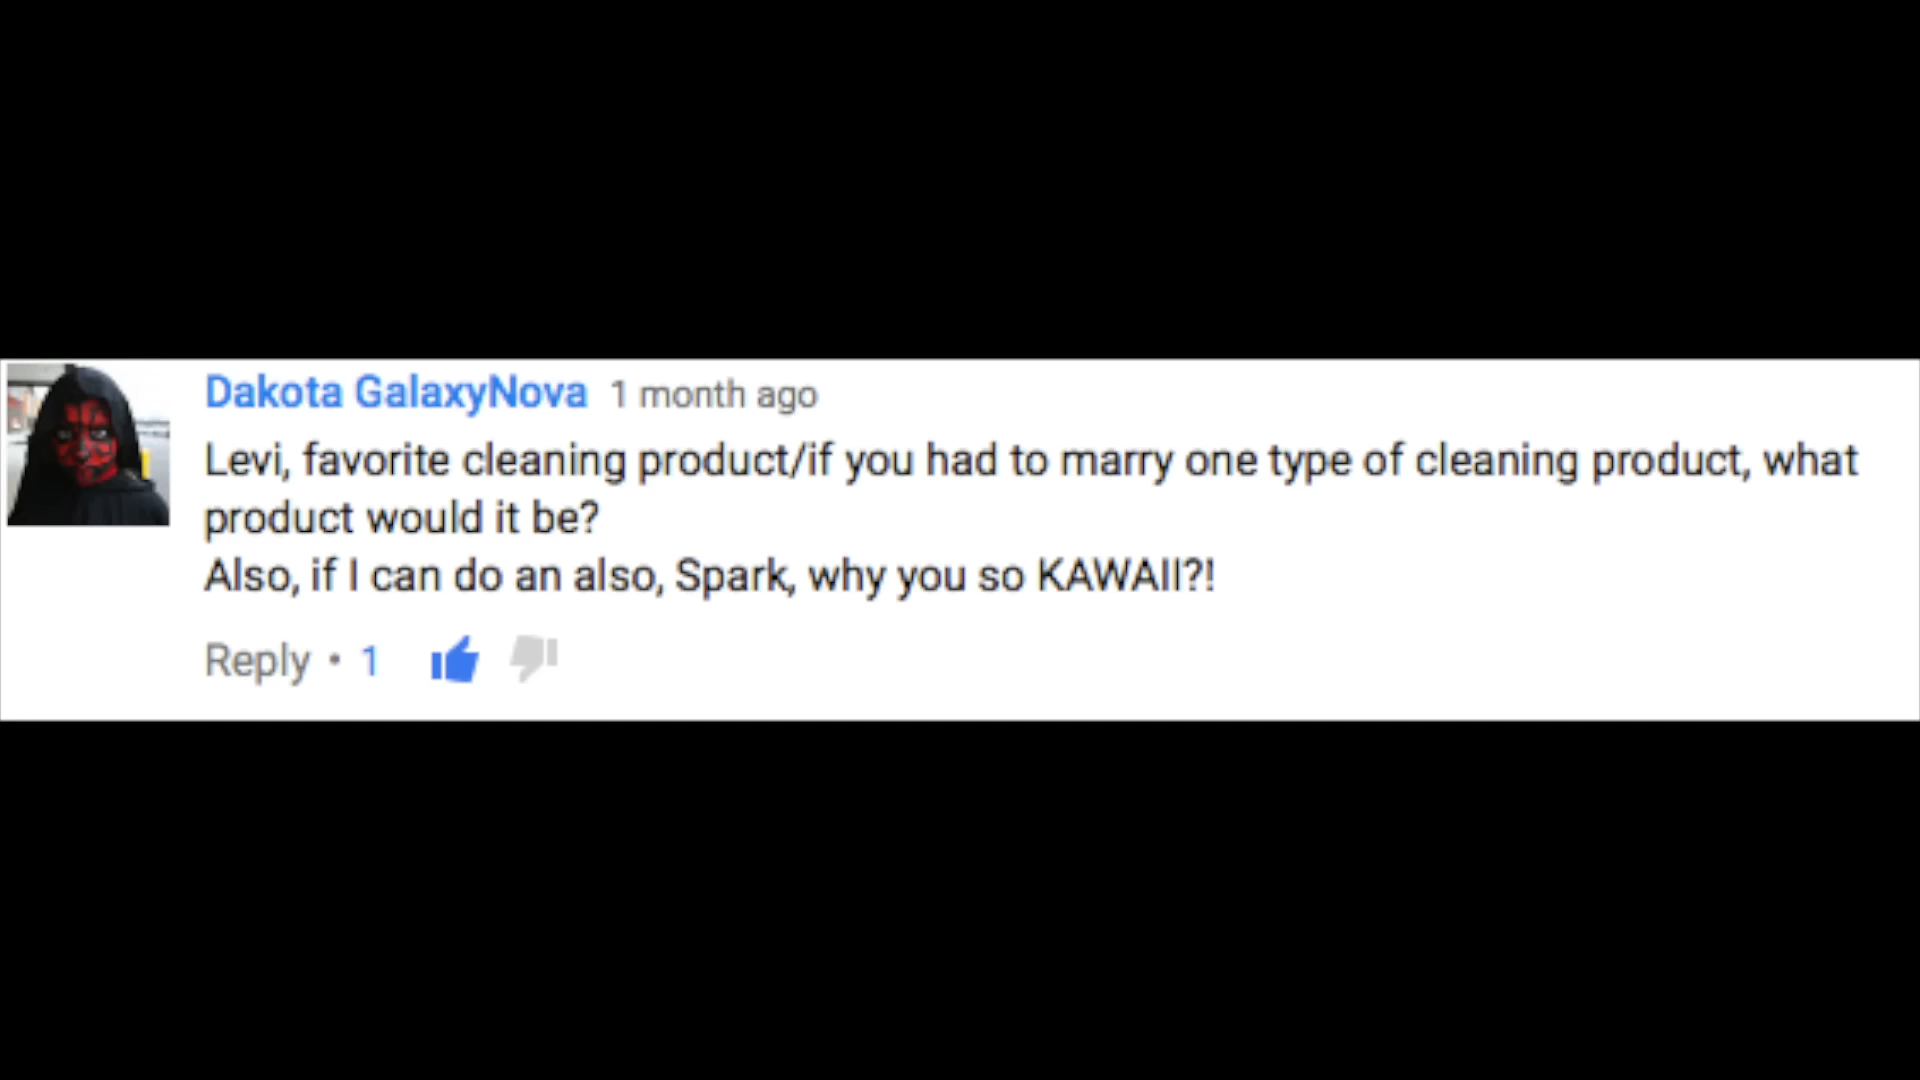 Dakota GalaxyNova 1 month ago
Levi, favorite cleaning product/if you had to marry one type of cleaning product, what
product would it be?
Also, if I can do an also, Spark, why you so KAWAII?!
Reply • 1